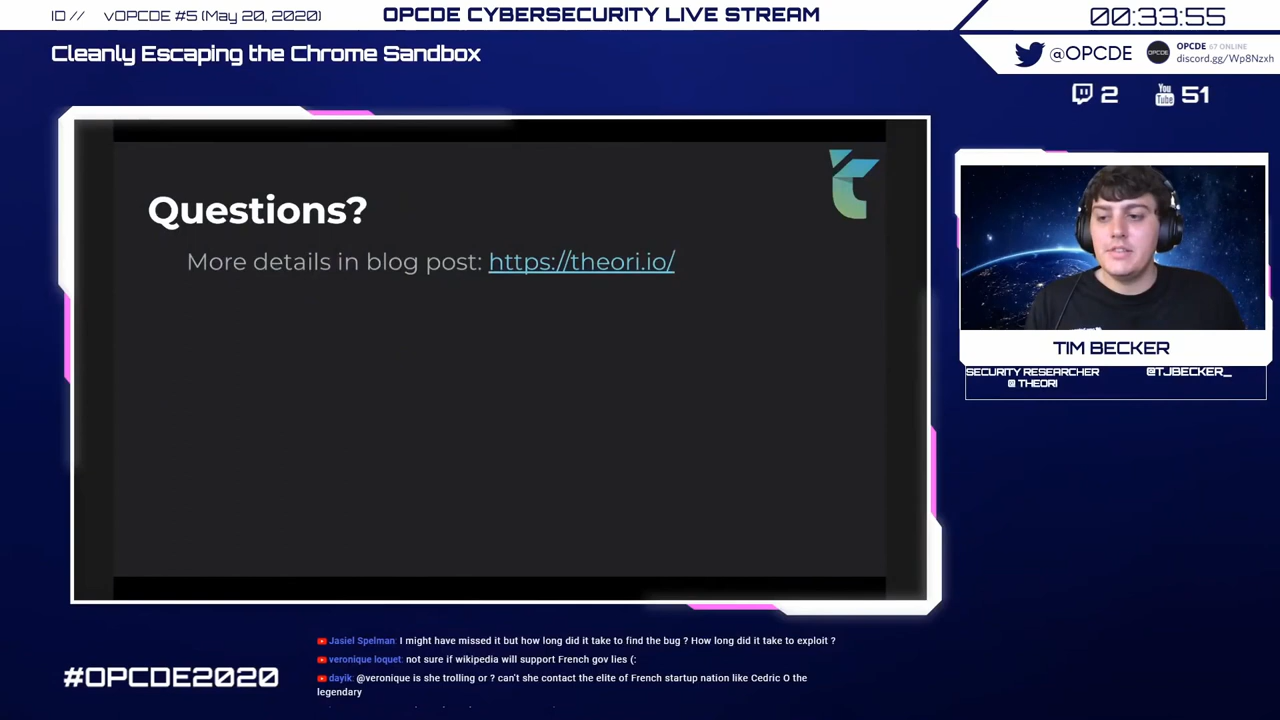 ID // vOPCDE #5 (May 20, 2020)
OPCDE CYBERSECURITY LIVE STREAM
00:33:55
Cleanly Escaping the Chrome Sandbox
@OPCDE
OPCDE 67 ONLINE
discord.gg/Wp8Nzxh
2
You Tube 51
Questions?
More details in blog post: https://theori.io/
TIM BECKER
SECURITY RESEARCHER
@ THEORI
@TJBECKER_
Jasiel Spelman: I might have missed it but how long did it take to find the bug ? How long did it take to exploit ?
veronique loquet: not sure if wikipedia will support French gov lies (:
dayik: @veronique is she trolling or ? can't she contact the elite of French startup nation like Cedric O the
legendary
#OPCDE2020